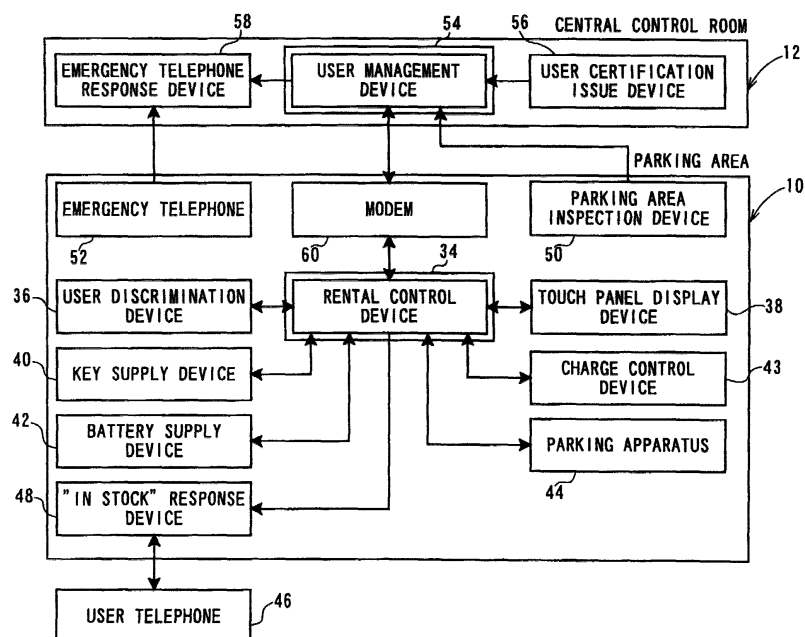 CENTRAL CONTROL ROOM
58
54
56
12
EMERGENCY TELEPHONE
RESPONSE DEVICE
USER MANAGEMENT
DEVICE
USER CERTIFICATION
ISSUE DEVICE
PARKING AREA
10
EMERGENCY TELEPHONE
52
MODEM
60
PARKING AREA
INSPECTION DEVICE
50
34
36
USER DISCRIMINATION
DEVICE
RENTAL CONTROL
DEVICE
TOUCH PANEL DISPLAY
DEVICE
38
40
KEY SUPPLY DEVICE
CHARGE CONTROL
DEVICE
43
42
BATTERY SUPPLY
DEVICE
PARKING APPARATUS
44
48
"IN STOCK" RESPONSE
DEVICE
USER TELEPHONE
46